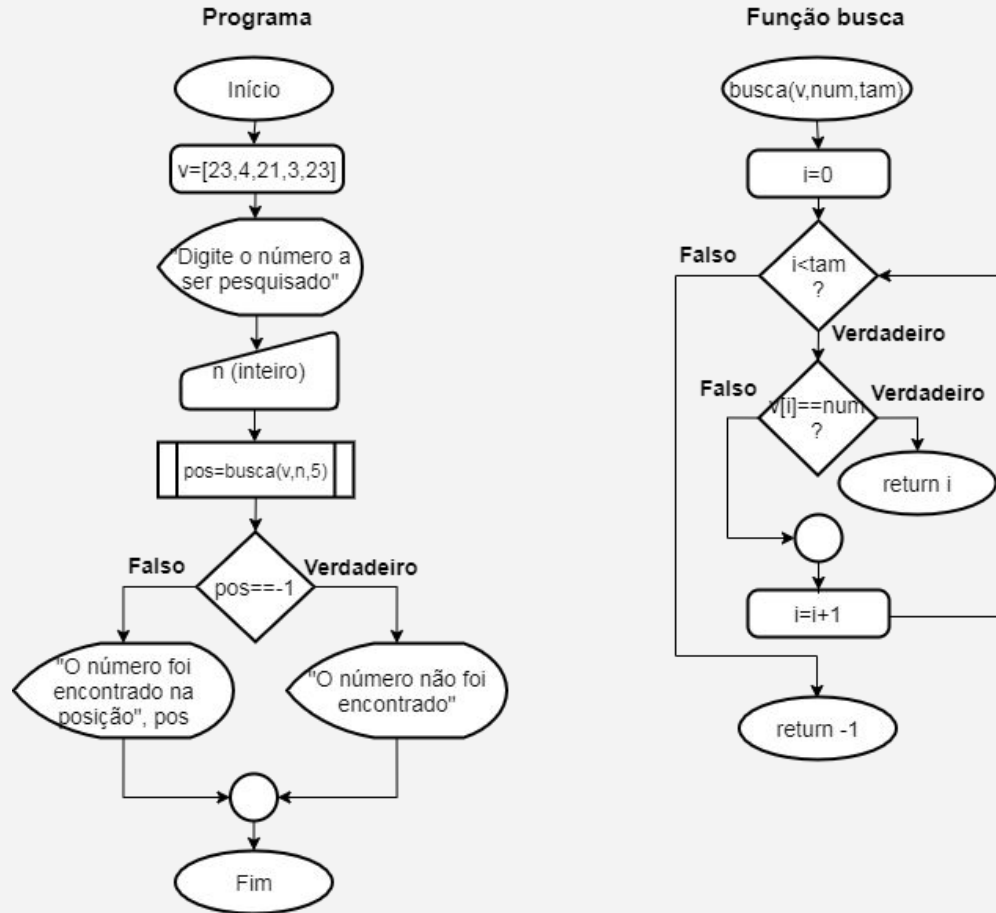 Programa
Início
v=[23,4,21,3,23]
"Digite o número a
ser pesquisado"
n (inteiro)
pos=busca(v,n,5)
Falso
Verdadeiro
pos==-1
"O número foi
encontrado na
posição", pos
"O número não foi
encontrado"
Fim
Função busca
busca(v,num,tam)
i=0
Falso
i<tam
?
Verdadeiro
Falso
v[i]==num
?
Verdadeiro
return i
i=i+1
return -1